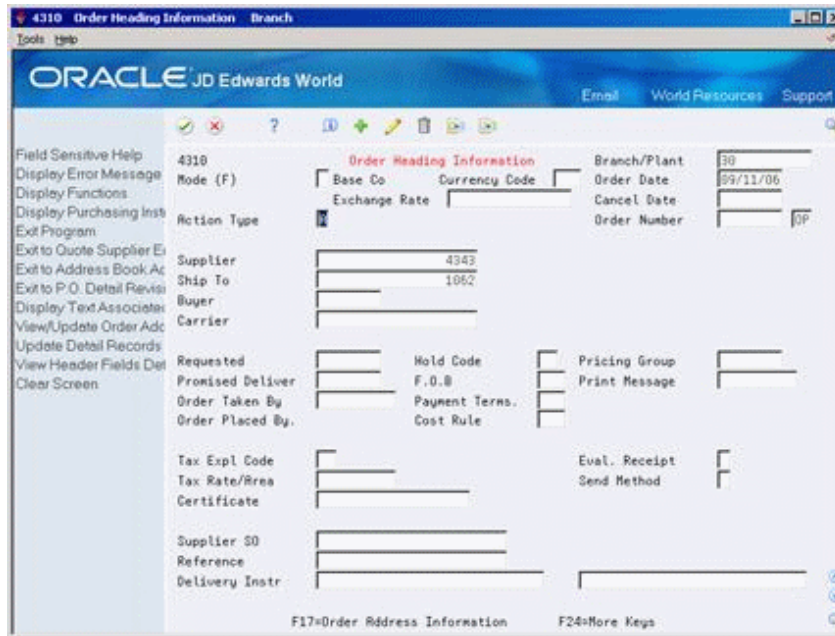 4310 Order Heading Information Branch
Tools Help
ORACLE JD Edwards World
Email World Resources Support
?
Field Sensitive Help
Display Error Message
Display Functions
Display Purchasing Inst
Exit Program
Exit to Quote Supplier E
Exit to Address Book Ac
Exit to P.O. Detail Revis
Display Text Associate
View/Update Order Add
Update Detail Records
View Header Fields Det
Clear Screen
4310 Order Heading Information Branch/Plant 30
Mode (F) Base Co Currency Code Order Date 09/11/06
Exchange Rate Cancel Date
Action Type Order Number OP
Supplier 4343
Ship To 1062
Buyer
Carrier
Requested Hold Code Pricing Group
Promised Deliver F.O.B Print Message
Order Taken By Payment Terms.
Order Placed By. Cost Rule
Tax Expl Code Eval. Receipt
Tax Rate/Area Send Method
Certificate
Supplier SO
Reference
Delivery Instr
F17=Order Address Information F24=More Keys